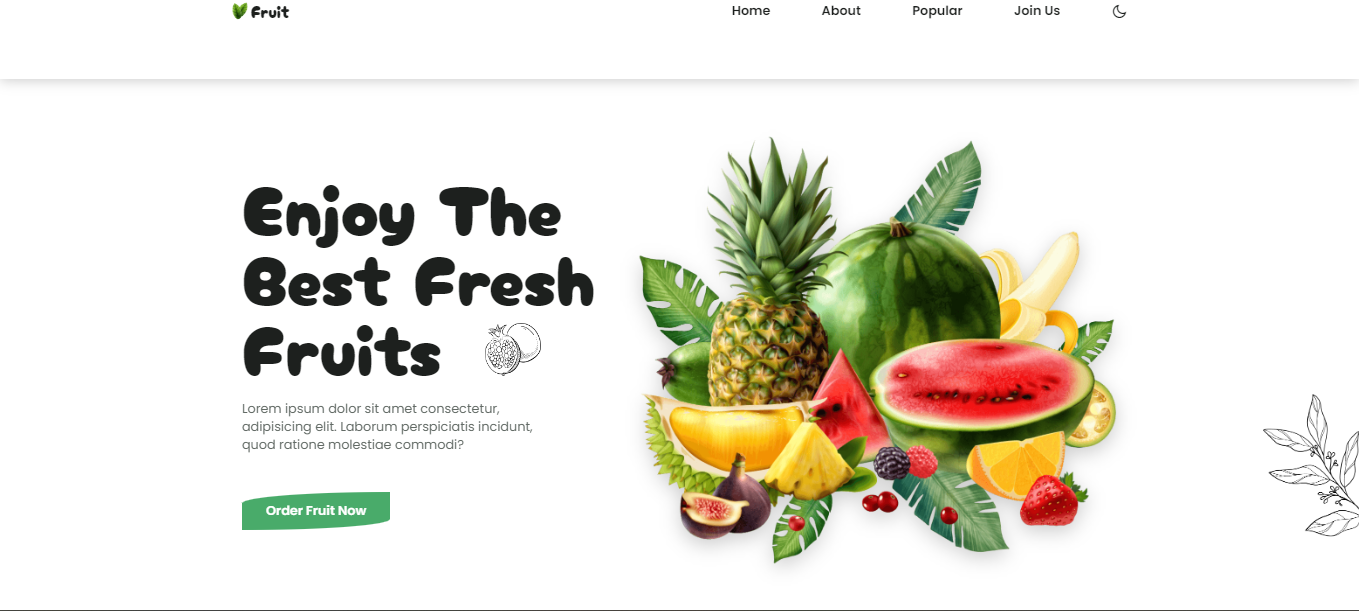 Fruit
Home About Popular Join Us
Enjoy The
Best Fresh
Fruits
Lorem ipsum dolor sit amet consectetur,
adipisicing elit. Laborum perspiciatis incidunt,
quod ratione molestiae commodi?
Order Fruit Now